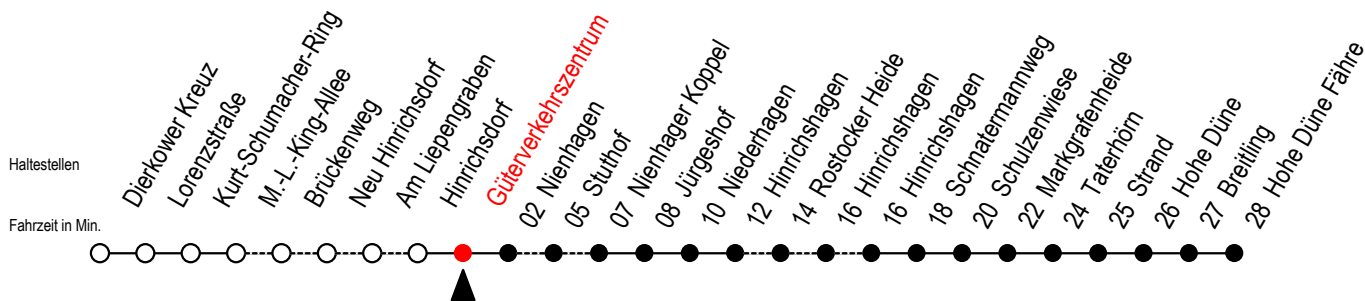 Haltestellen
Fahrzeit in Min.
Dierkower Kreuz
Lorenzstraße
Kurt-Schumacher-Ring
M.-L.-King-Allee
Brückenweg
Neu Hinrichsdorf
Am Liepengraben
Hinrichsdorf
Güterverkehrszentrum
02 Nienhagen
05 Stutthof
07 Nienhager Koppel
08 Jürgeshof
10 Niederhagen
12 Hinrichshagen
14 Rostocker Heide
16 Hinrichshagen
16 Hinrichshagen
18 Schnatermannweg
20 Schulzenwiese
22 Markgrafenheide
24 Taterhörn
25 Strand
26 Hohe Düne
27 Breitling
28 Hohe Düne Fähre